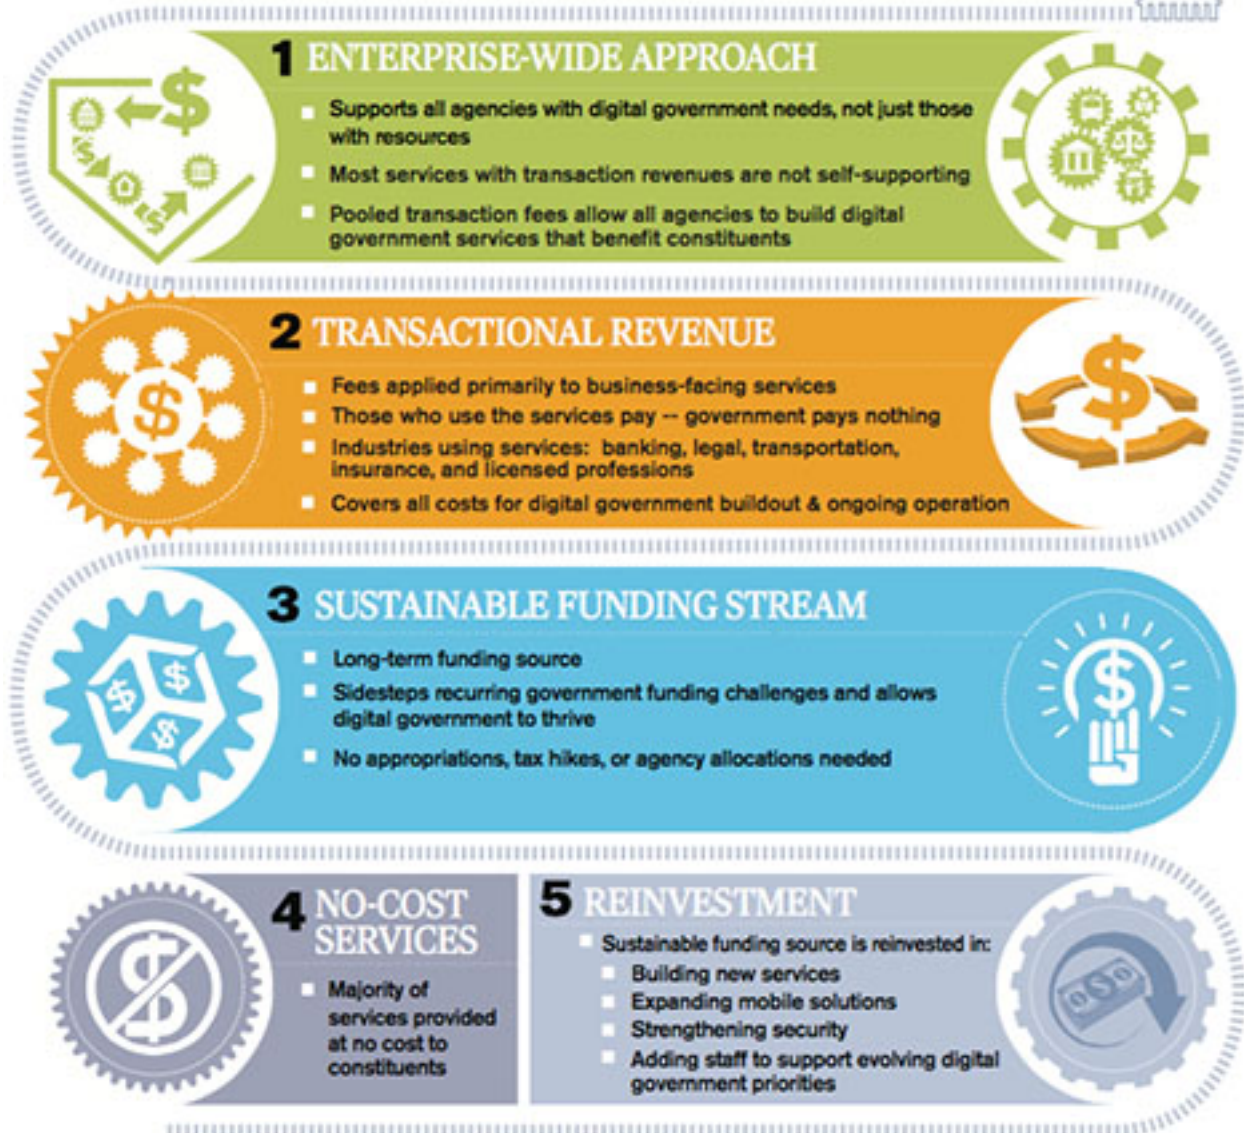 1 ENTERPRISE-WIDE APPROACH
Supports all agencies with digital government needs, not just those
with resources
Most services with transaction revenues are not self-supporting
Pooled transaction fees allow all agencies to build digital
government services that benefit constituents
2 TRANSACTIONAL REVENUE
Fees applied primarily to business-facing services
Those who use the services pay -- government pays nothing
Industries using services: banking, legal, transportation,
insurance, and licensed professions
Covers all costs for digital government buildout & ongoing operation
3 SUSTAINABLE FUNDING STREAM
Long-term funding source
Sidesteps recurring government funding challenges and allows
digital government to thrive
No appropriations, tax hikes, or agency allocations needed
4 NO-COST
SERVICES
Majority of
services provided
at no cost to
constituents
5 REINVESTMENT
Sustainable funding source is reinvested in:
Building new services
Expanding mobile solutions
Strengthening security
Adding staff to support evolving digital
government priorities